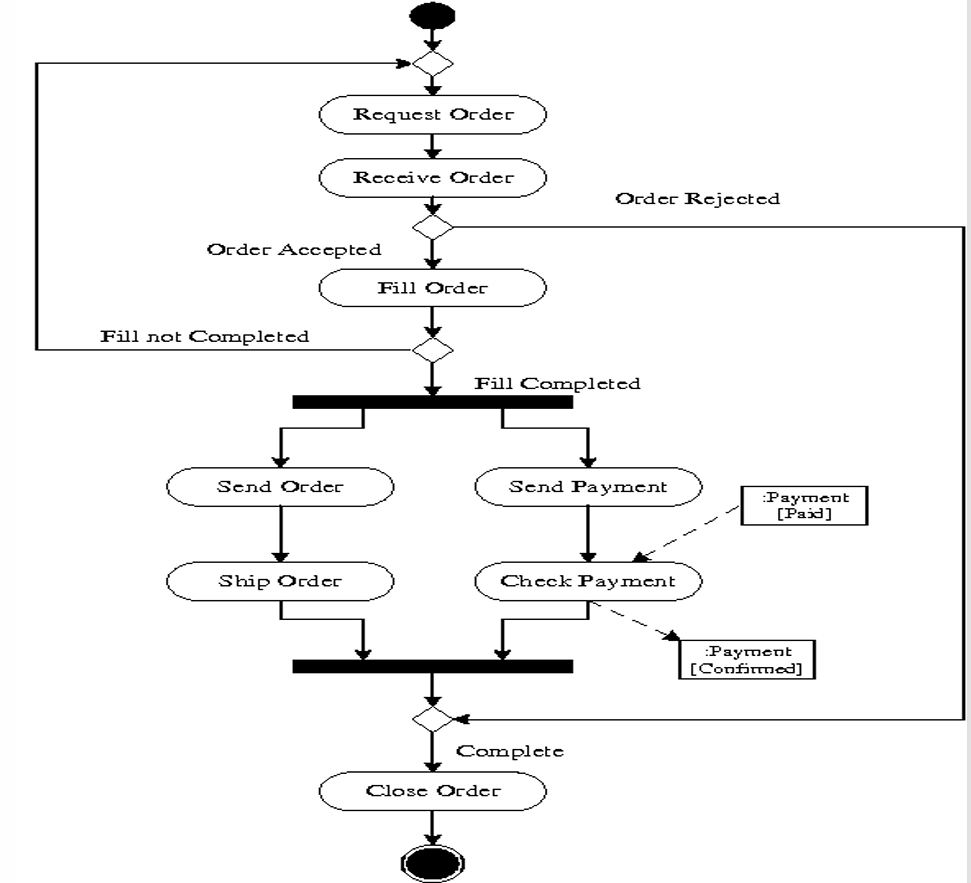 Request Order
Receive Order
Order Rejected
Order Accepted
Fill Order
Fill not Completed
Fill Completed
Send Order
Send Payment
:Payment
[Paid]
Ship Order
Check Payment
:Payment
[Confirmed]
Complete
Close Order